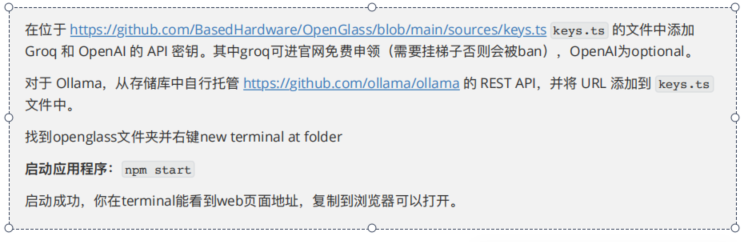 在位于 https://github.com/BasedHardware/OpenGlass/blob/main/sources/keys.ts keys.ts 的文件中添加
Groq 和 OpenAI 的 API 密钥。其中groq可进官网免费申领（需要挂梯子否则会被ban），OpenAI为optional。
对于 Ollama，从存储库中自行托管 https://github.com/ollama/ollama 的 REST API，并将 URL 添加到 keys.ts
文件中。
找到openglass文件夹并右键new terminal at folder
启动应用程序： npm start
启动成功，你在terminal能看到web页面地址，复制到浏览器可以打开。